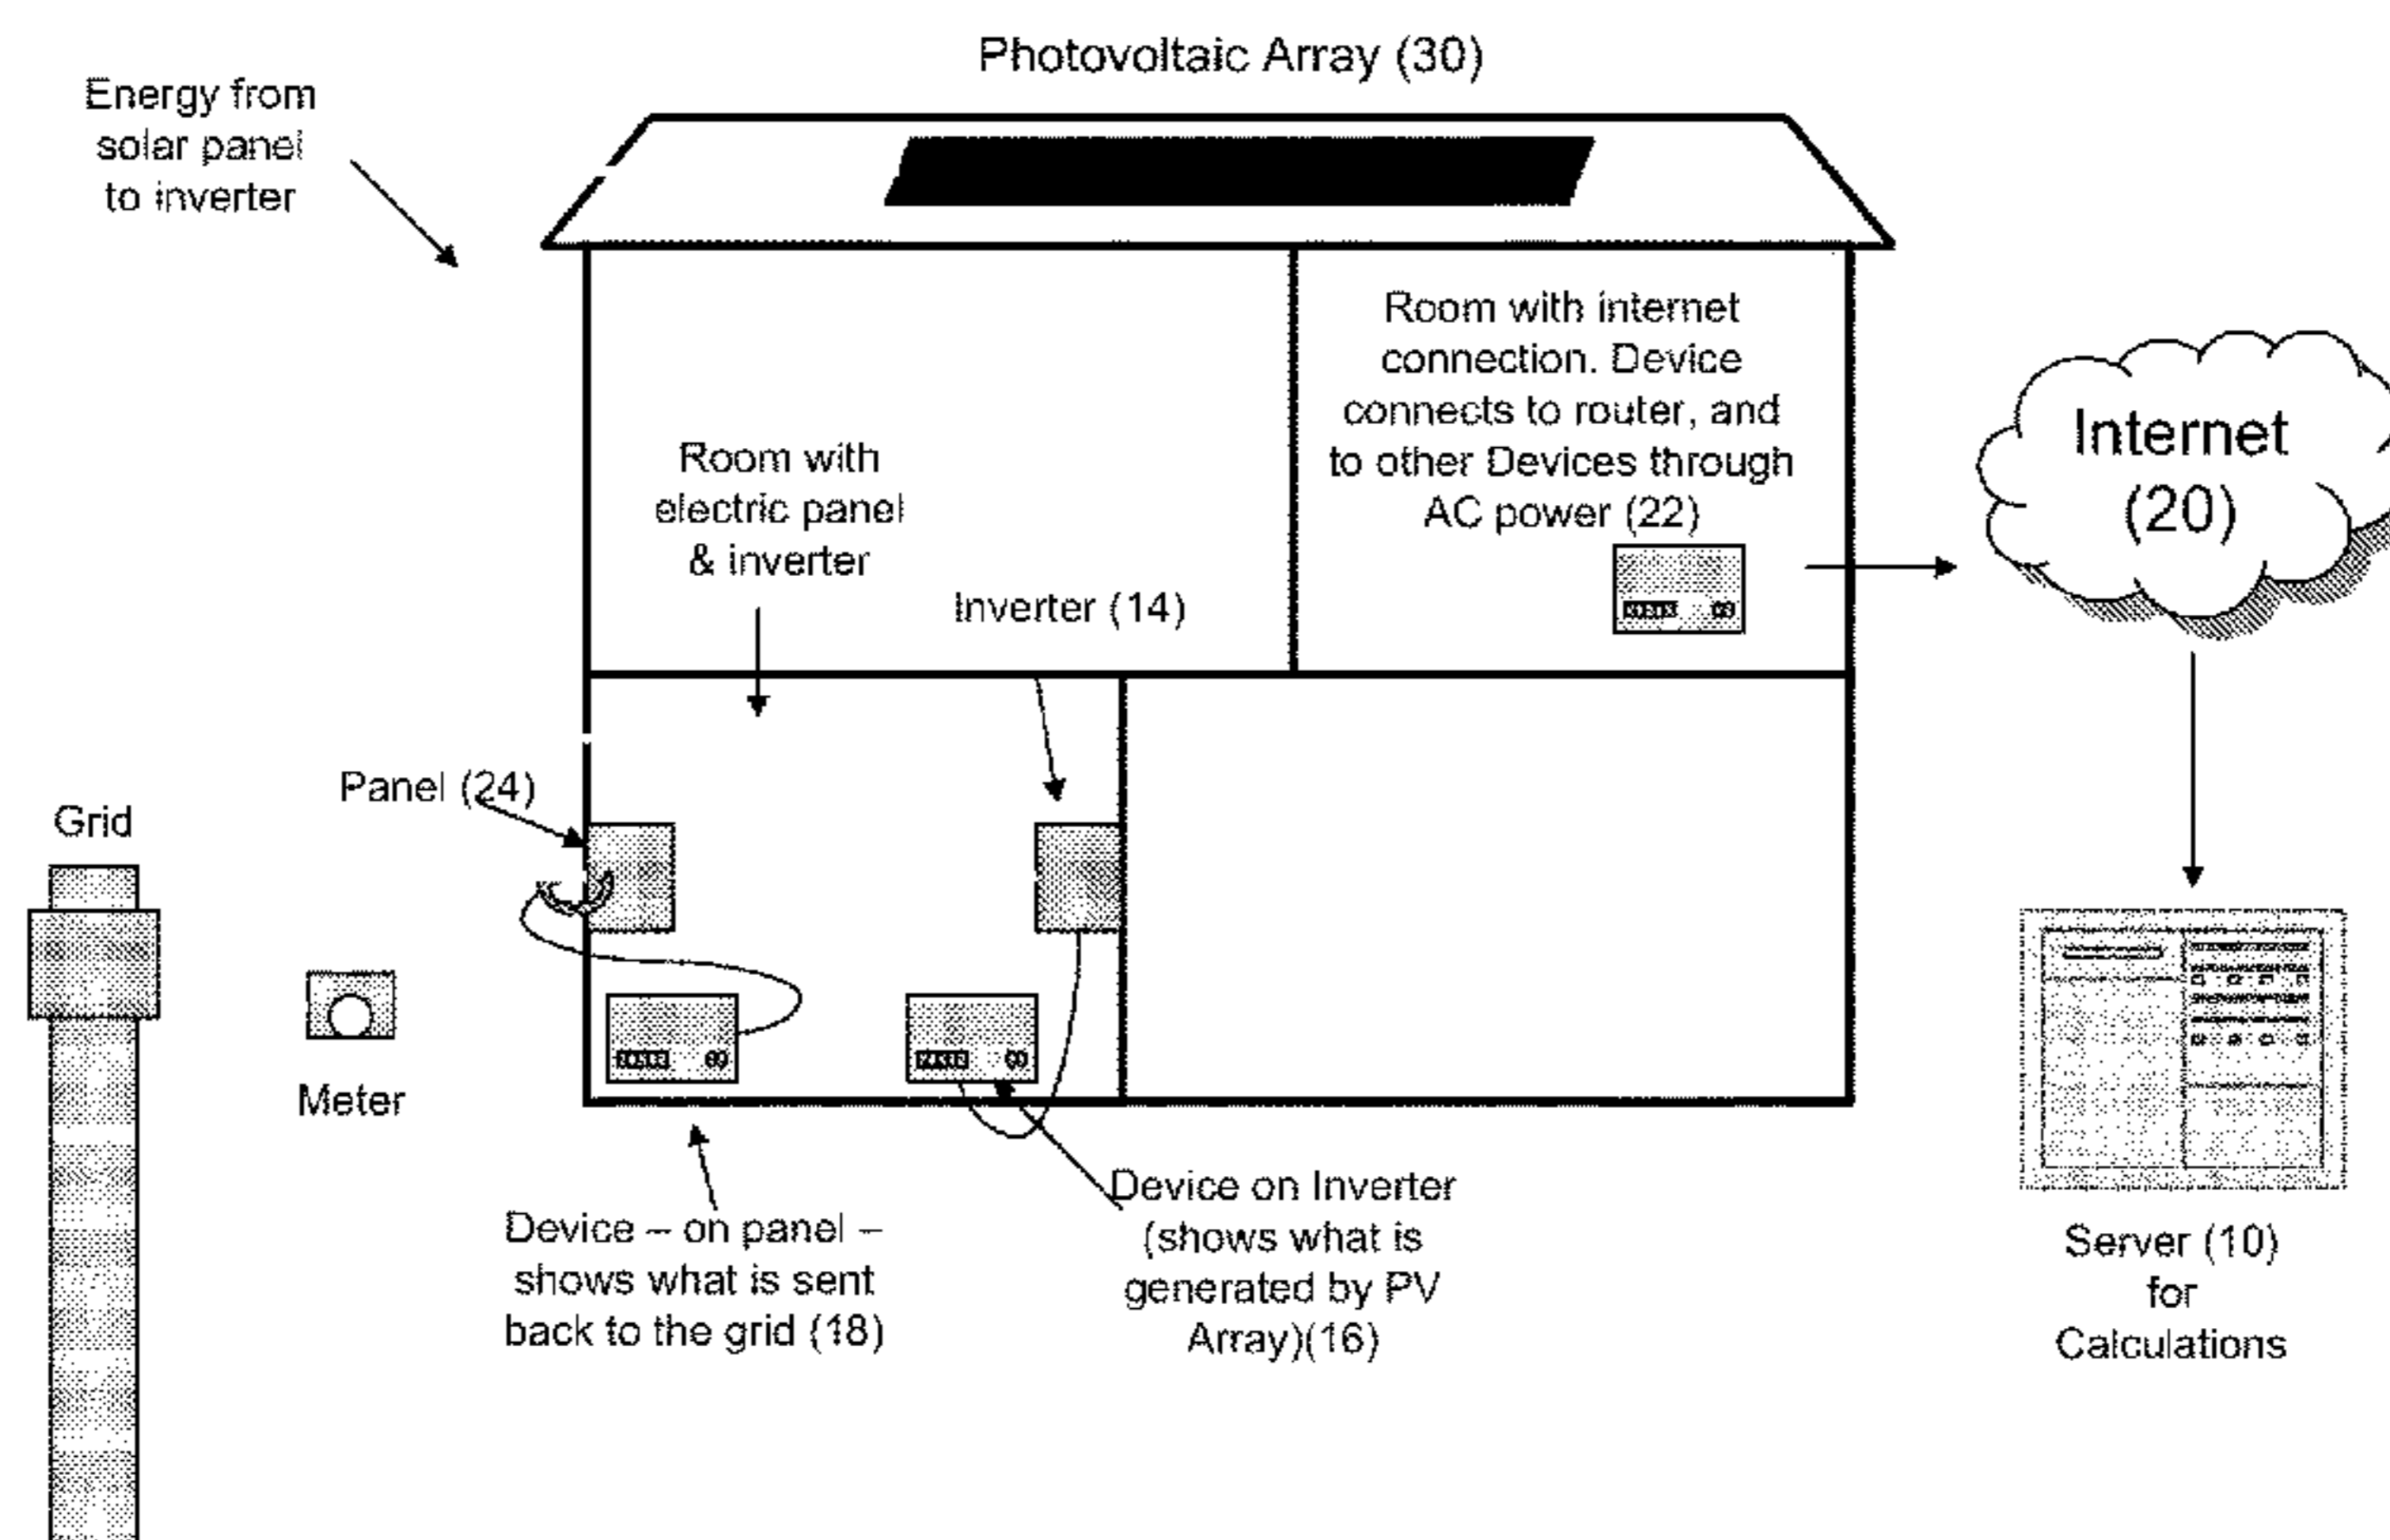 Photovoltaic Array (30)
Energy from
solar panel
to inverter
Room with internet
connection. Device
connects to router, and
to other Devices through
AC power (22)
Internet
(20)
Room with
electric panel
& inverter
Inverter (14)
Panel (24)
Grid
Meter
Device – on panel –
shows what is sent
back to the grid (18)
Device on Inverter
(shows what is
generated by PV
Array)(16)
Server (10)
for
Calculations